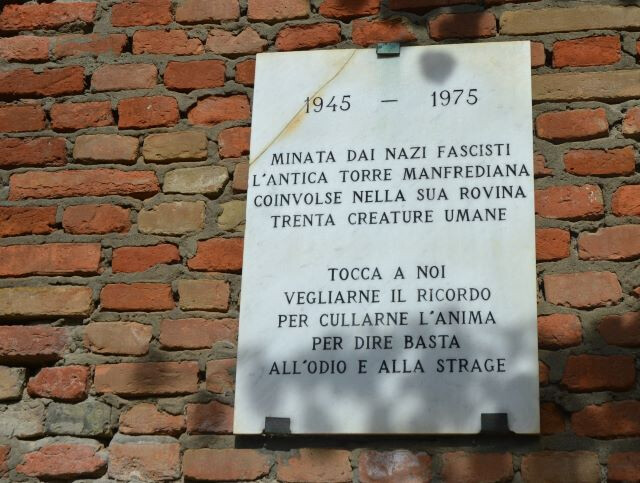 1945 — 1975
MINATA DAI NAZI FASCISTI
L'ANTICA TORRE MANFREDIANA
COINVOLSE NELLA SUA ROVINA
TRENTA CREATURE UMANE
TOCCA A NOI
VEGLIARNE IL RICORDO
PER CULLARNE L'ANIMA
PER DIRE BASTA
ALL'ODIO E ALLA STRAGE